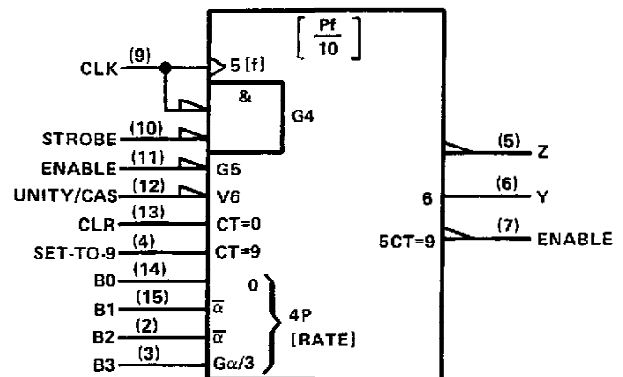 [Pf/10]
CLK (9) 5 [f]
&
G4
STROBE (10)
ENABLE (11) G5
UNITY/CAS (12) V6
CLR (13) CT=0
SET-TO-9 (4) CT=9
B0 (14) 0
B1 (15) α̅
B2 (2) α̅
B3 (3) Gα/3
4P
[RATE]
(5) Z
6 (6) Y
5CT=9 (7) ENABLE